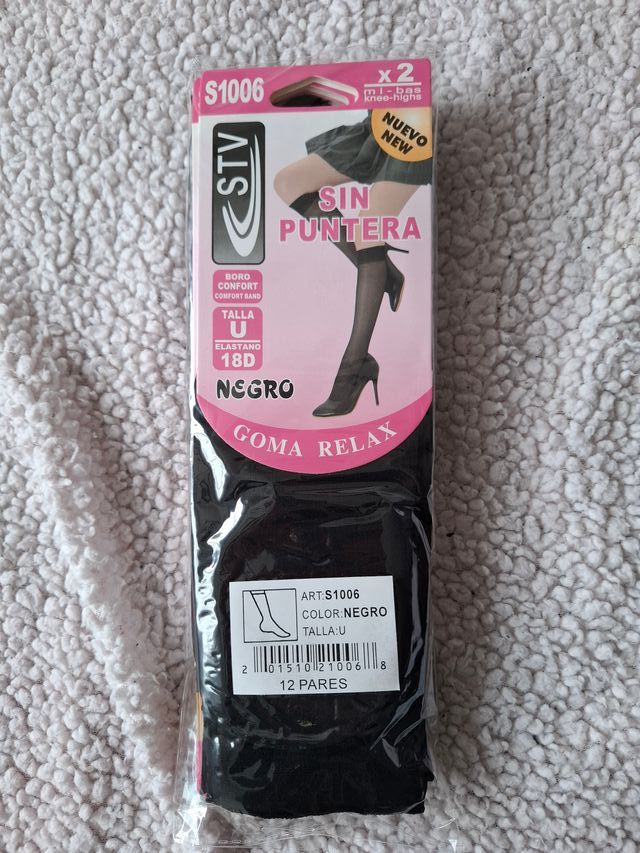 S1006
x2
mi-bas
knee-highs
NUEVO
NEW
STV
SIN
PUNTERA
BORO
CONFORT
COMFORT BAND
TALLA
U
ELASTANO
18D
NEGRO
GOMA RELAX
ART:S1006
COLOR:NEGRO
TALLA:U
2 01510 21006 8
12 PARES